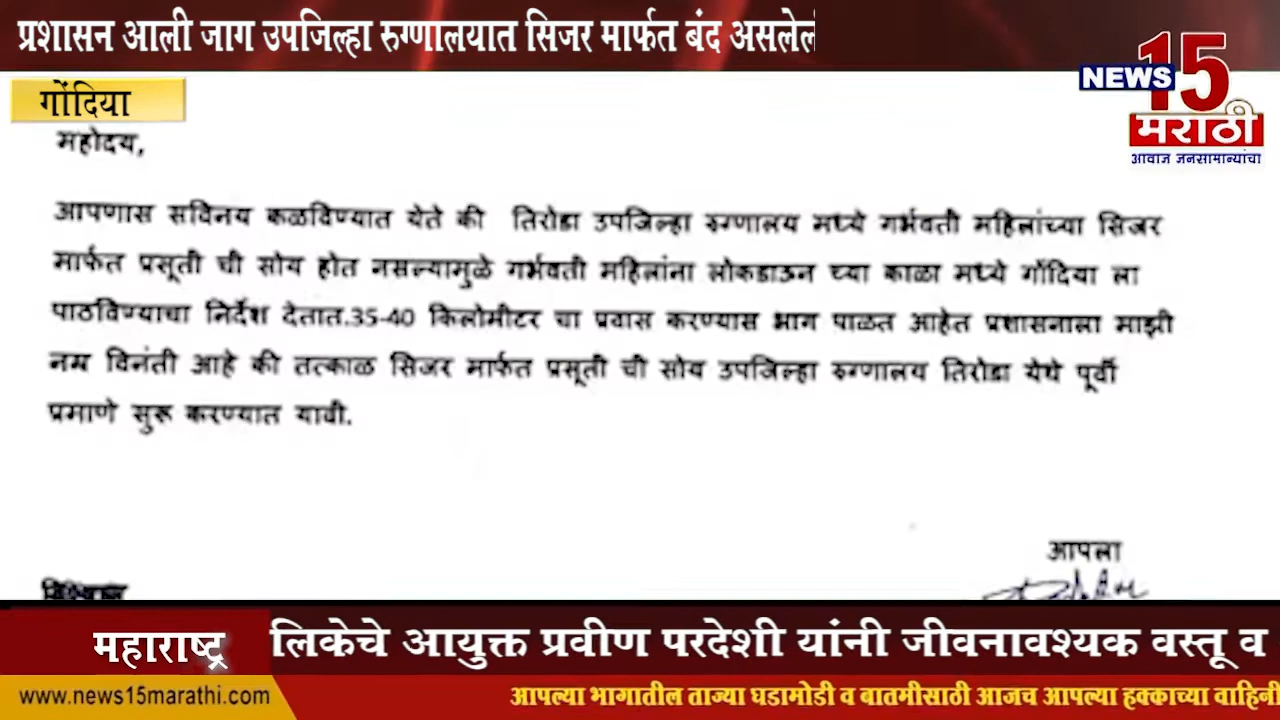 प्रशासन आली जाग उपजिल्हा रुग्णालयात सिजर मार्फत बंद
NEWS 15
मराठी
आवाज जनसामान्यांचा
गोंदिया
महोदय,
आपणास सविनय कळविण्यात येते की तिरोडा उपजिल्हा रुग्णालय मध्ये गर्भवती महिलांच्या सिजर
मार्फत प्रसूती ची सोय होत नसल्यामुळे गर्भवती महिलांना लोकडाऊन च्या काळा मध्ये गोंदिया ला
पाठविण्याचा निर्देश देतात.35-40 किलोमीटर चा प्रवास करण्यास भाग पाळत आहेत प्रशासनाला माझी
नम्र विनंती आहे की तत्काळ सिजर मार्फत प्रसूती ची सोय उपजिल्हा रुग्णालय तिरोडा येथे पूर्वी
प्रमाणे सुरू करण्यात यावी.
आपला
महाराष्ट्र
लिकेचे आयुक्त प्रवीण परदेशी यांनी जीवनावश्यक वस्तू व
www.news15marathi.com
आपल्या भागातील ताज्या घडामोडी व बातमीसाठी आजच आपल्या हक्काच्या वाहिनी